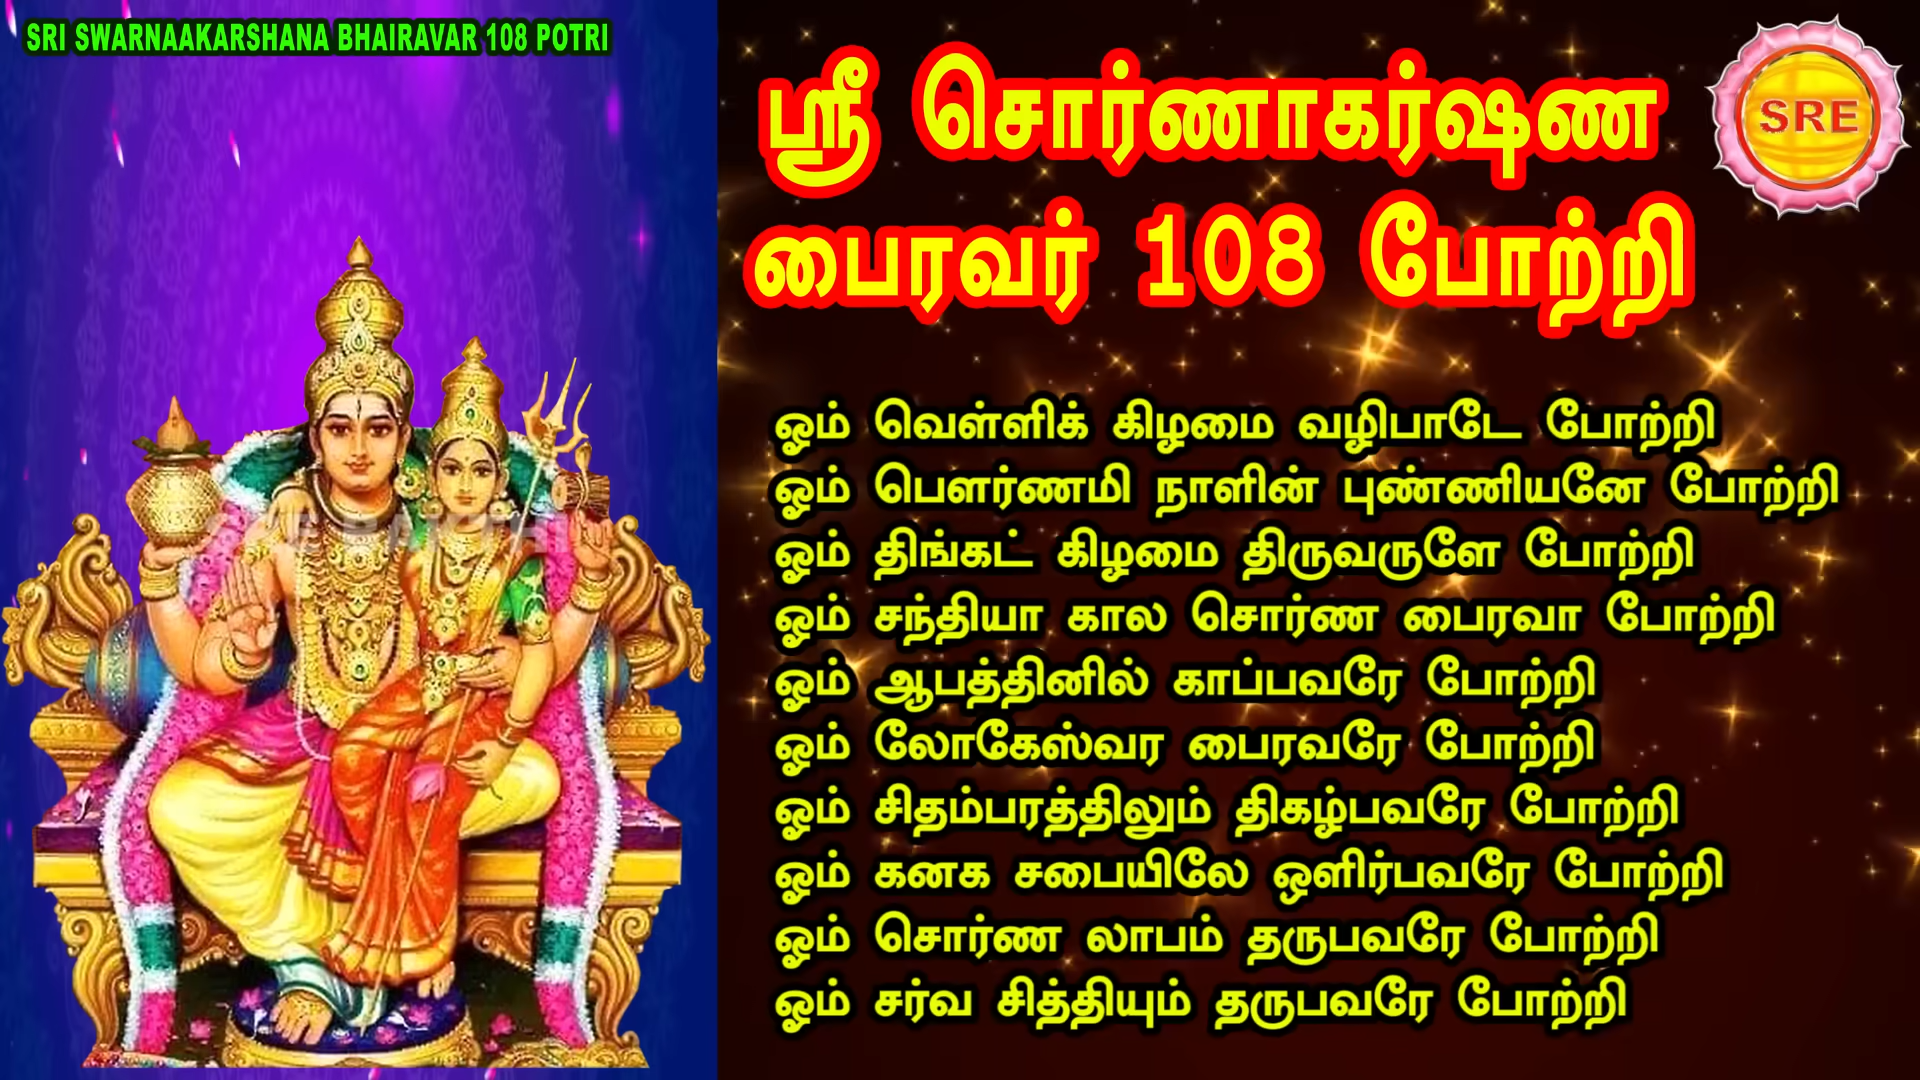 SRI SWARNAAKARSHANA BHAIRAVAR 108 POTRI
ஸ்ரீ சொர்ணாகர்ஷண
பைரவர் 108 போற்றி
SRE
ஓம் வெள்ளிக் கிழமை வழிபாடே போற்றி
ஓம் பௌர்ணமி நாளின் புண்ணியனே போற்றி
ஓம் திங்கட் கிழமை திருவருளே போற்றி
ஓம் சந்தியா கால சொர்ண பைரவா போற்றி
ஓம் ஆபத்தினில் காப்பவரே போற்றி
ஓம் லோகேஸ்வர பைரவரே போற்றி
ஓம் சிதம்பரத்திலும் திகழ்பவரே போற்றி
ஓம் கனக சபையிலே ஒளிர்பவரே போற்றி
ஓம் சொர்ண லாபம் தருபவரே போற்றி
ஓம் சர்வ சித்தியும் தருபவரே போற்றி
SRE BAKTHI